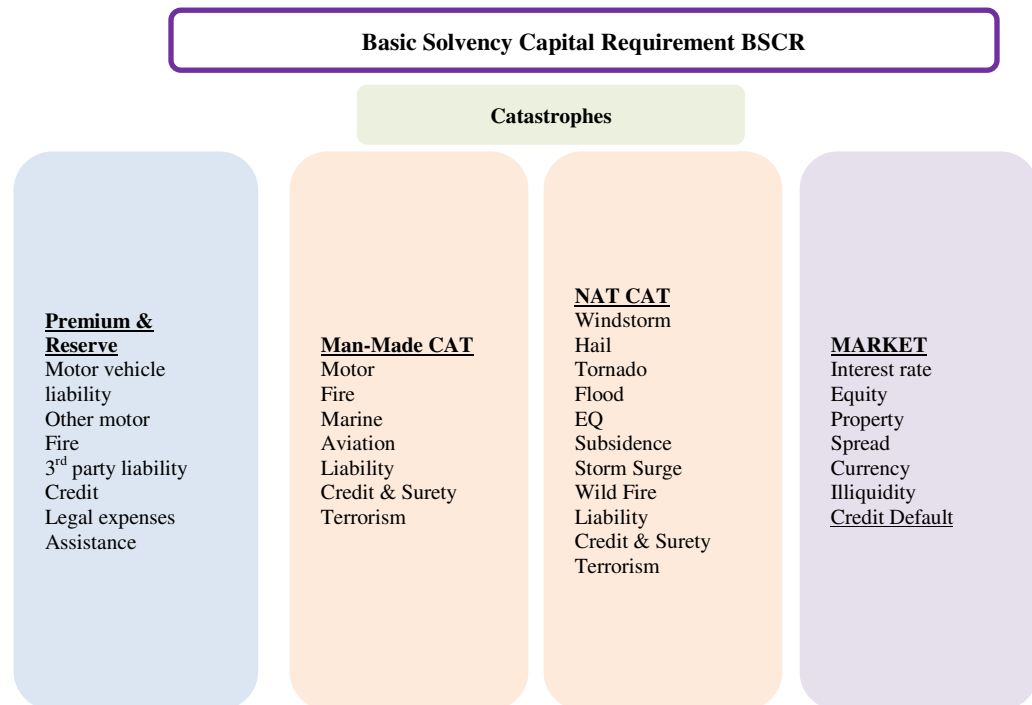 Basic Solvency Capital Requirement BSCR
Catastrophes
Premium &
Reserve
Motor vehicle
liability
Other motor
Fire
3rd party liability
Credit
Legal expenses
Assistance
Man-Made CAT
Motor
Fire
Marine
Aviation
Liability
Credit & Surety
Terrorism
NAT CAT
Windstorm
Hail
Tornado
Flood
EQ
Subsidence
Storm Surge
Wild Fire
Liability
Credit & Surety
Terrorism
MARKET
Interest rate
Equity
Property
Spread
Currency
Illiquidity
Credit Default